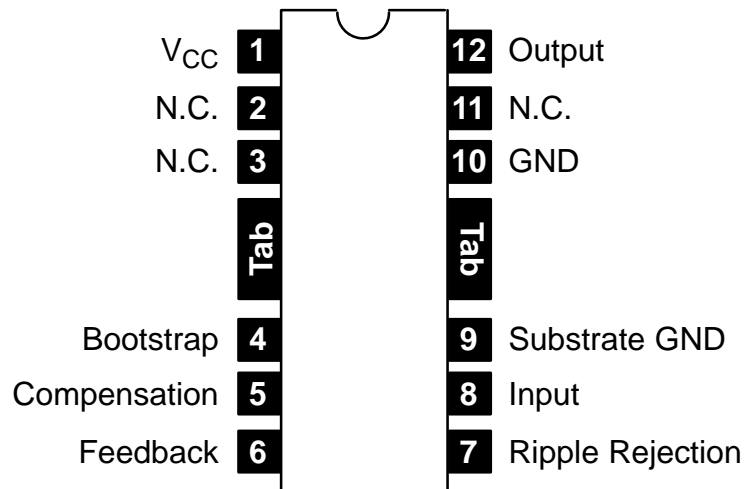 V_CC 1 12 Output
N.C. 2 11 N.C.
N.C. 3 10 GND
Tab Tab
Bootstrap 4 9 Substrate GND
Compensation 5 8 Input
Feedback 6 7 Ripple Rejection